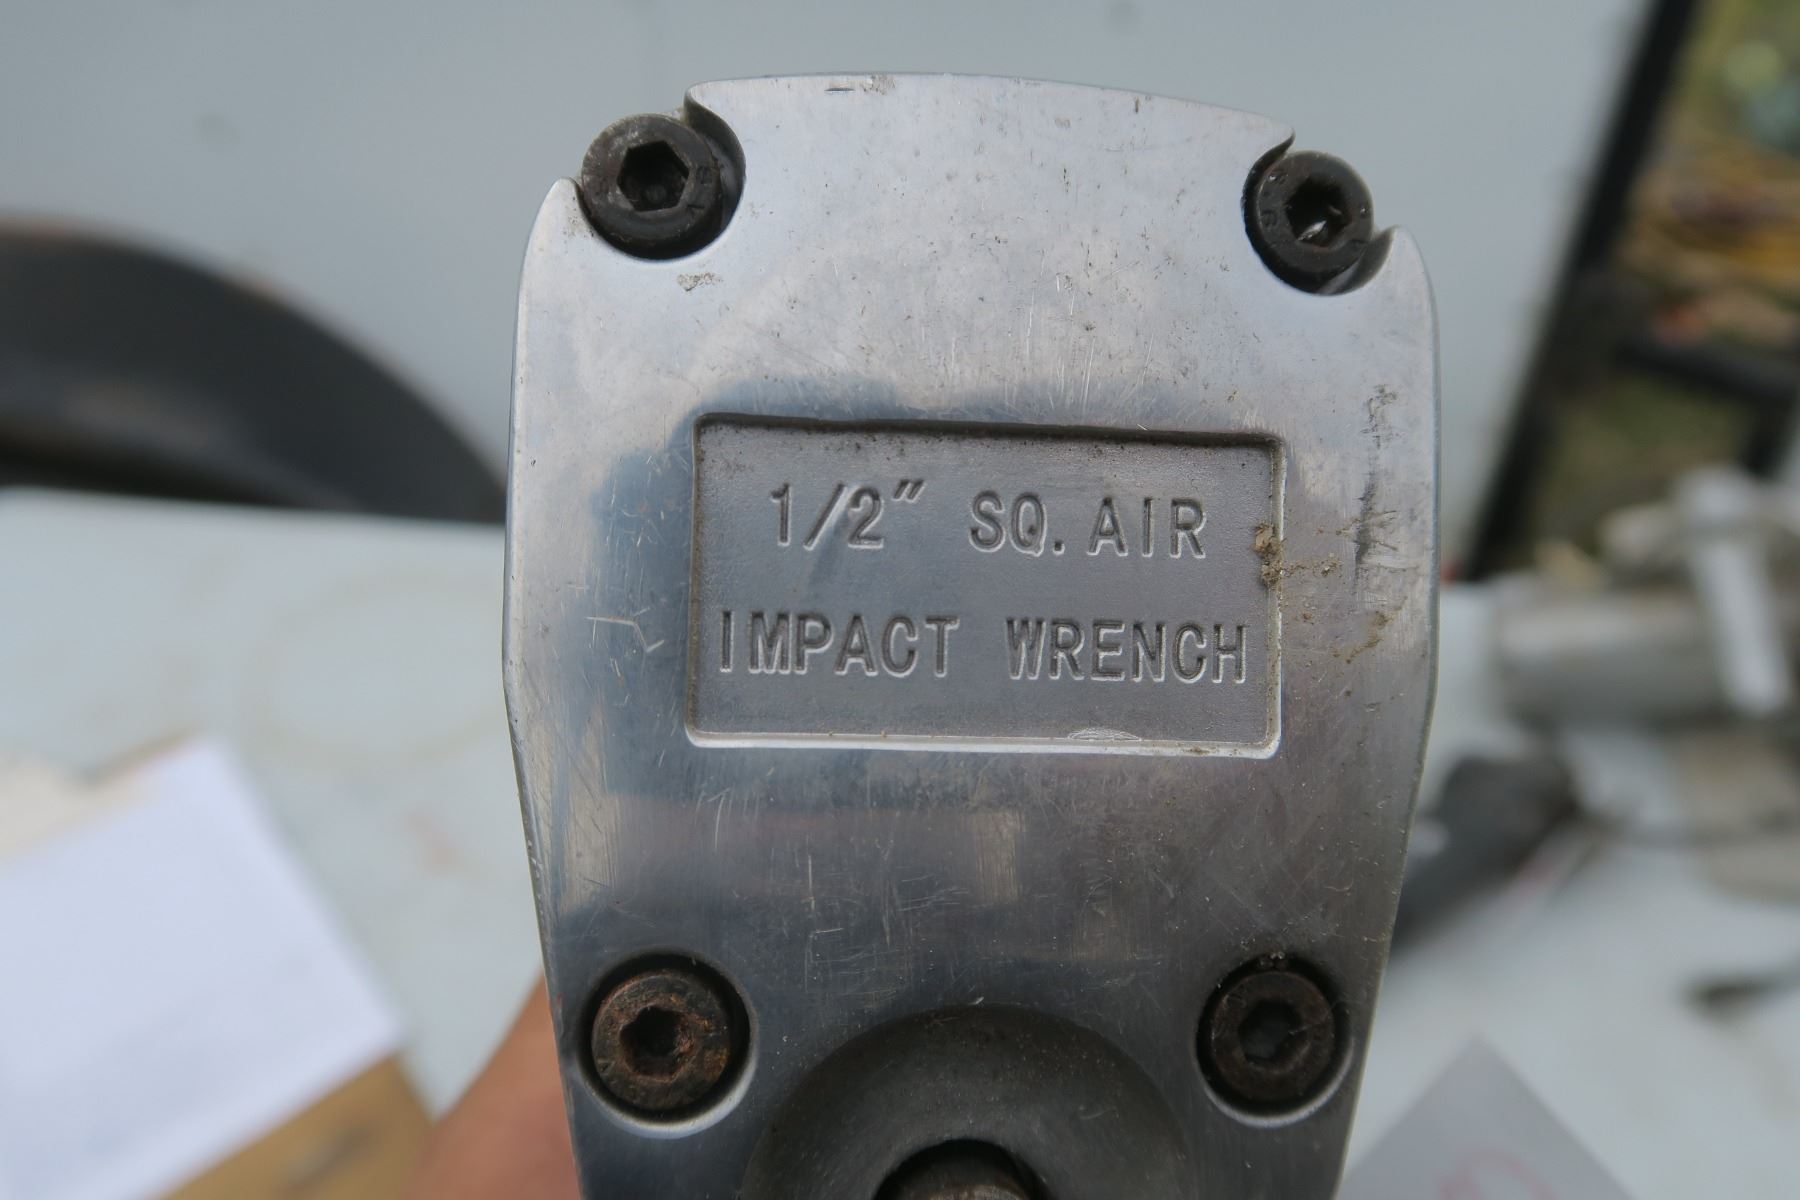 1/2" SQ. AIR
IMPACT WRENCH